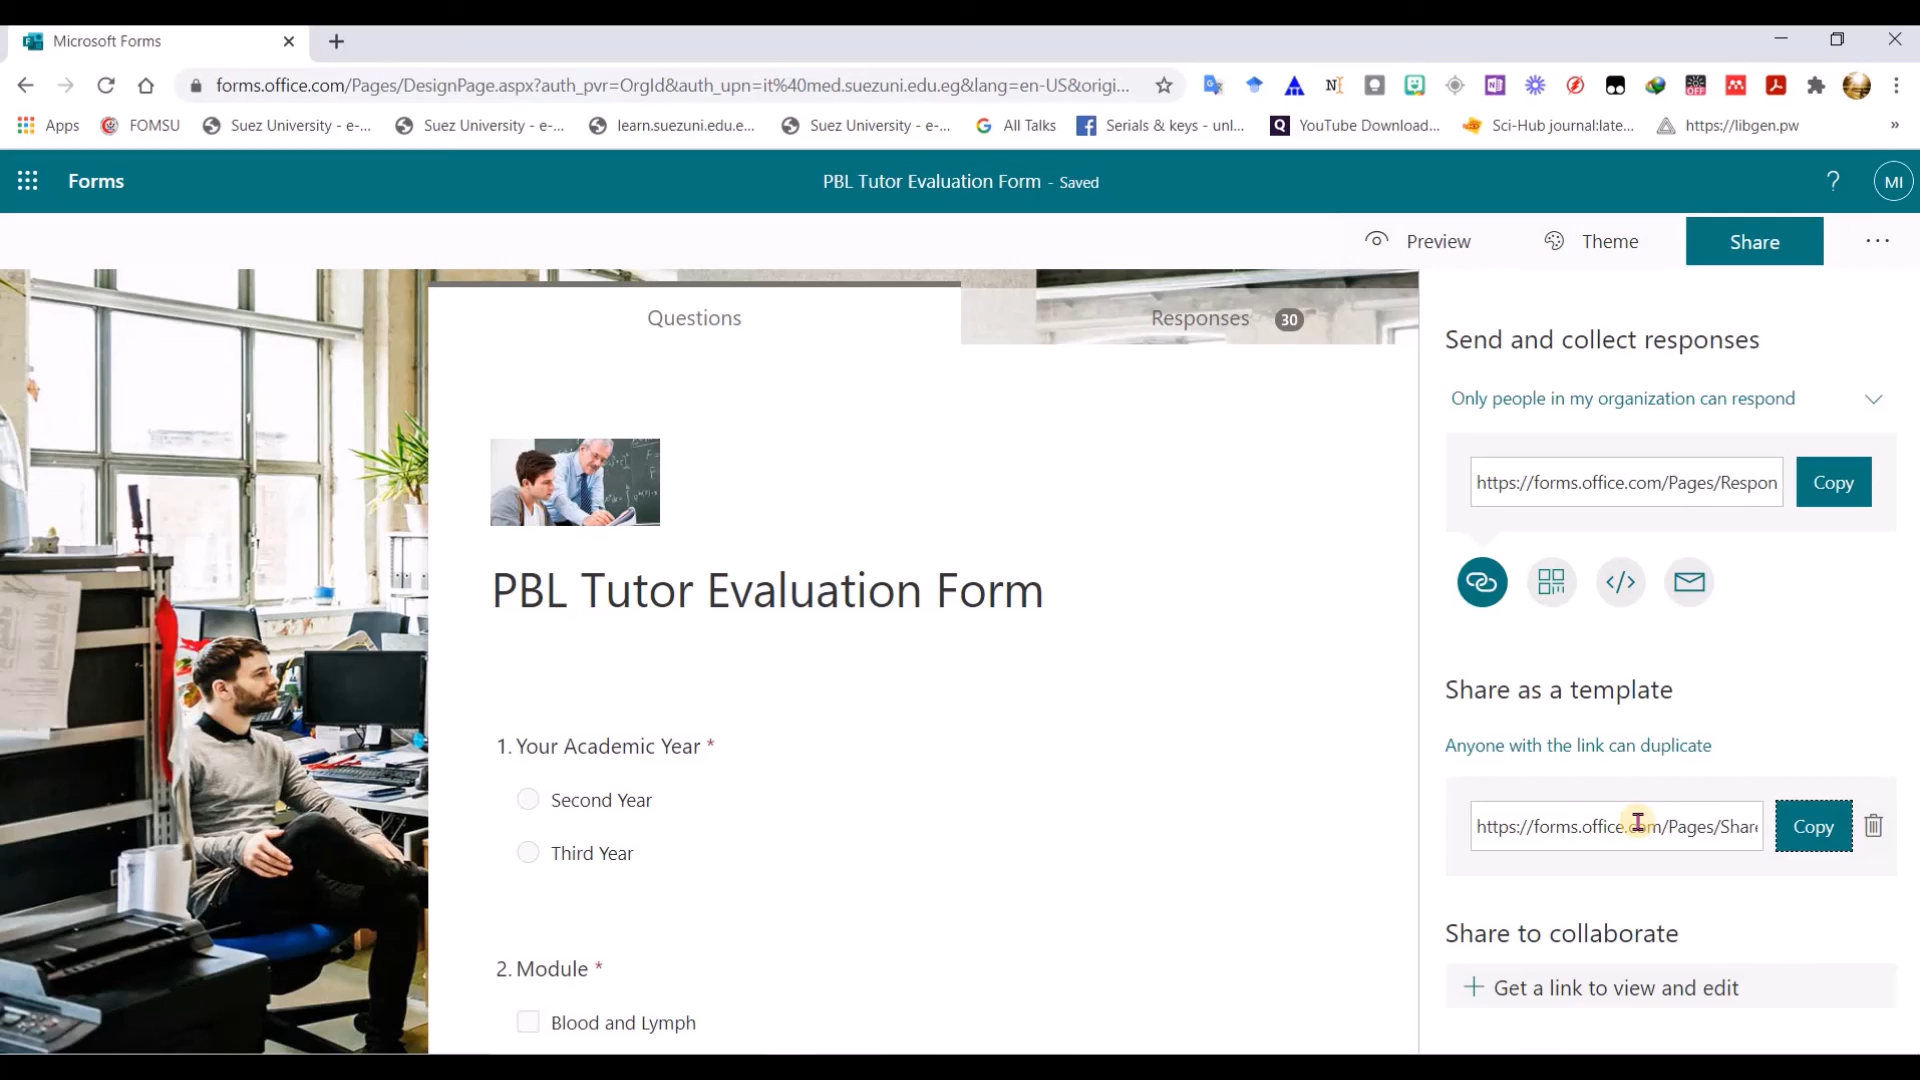 Microsoft Forms
forms.office.com/Pages/DesignPage.aspx?auth_pvr=OrgId&auth_upn=it%40med.suezuni.edu.eg&lang=en-US&origi...
Apps
FOMSU
Suez University - e-...
Suez University - e-...
learn.suezuni.edu.e...
Suez University - e-...
All Talks
Serials & keys - unl...
YouTube Download...
Sci-Hub journal:late...
https://libgen.pw
»
Forms
PBL Tutor Evaluation Form - Saved
?
MI
Preview
Theme
Share
...
Questions
Responses 30
Send and collect responses
Only people in my organization can respond
https://forms.office.com/Pages/Respon
Copy
PBL Tutor Evaluation Form
1. Your Academic Year *
Second Year
Third Year
2. Module *
Blood and Lymph
Share as a template
Anyone with the link can duplicate
https://forms.office.com/Pages/Share
Copy
Share to collaborate
+ Get a link to view and edit